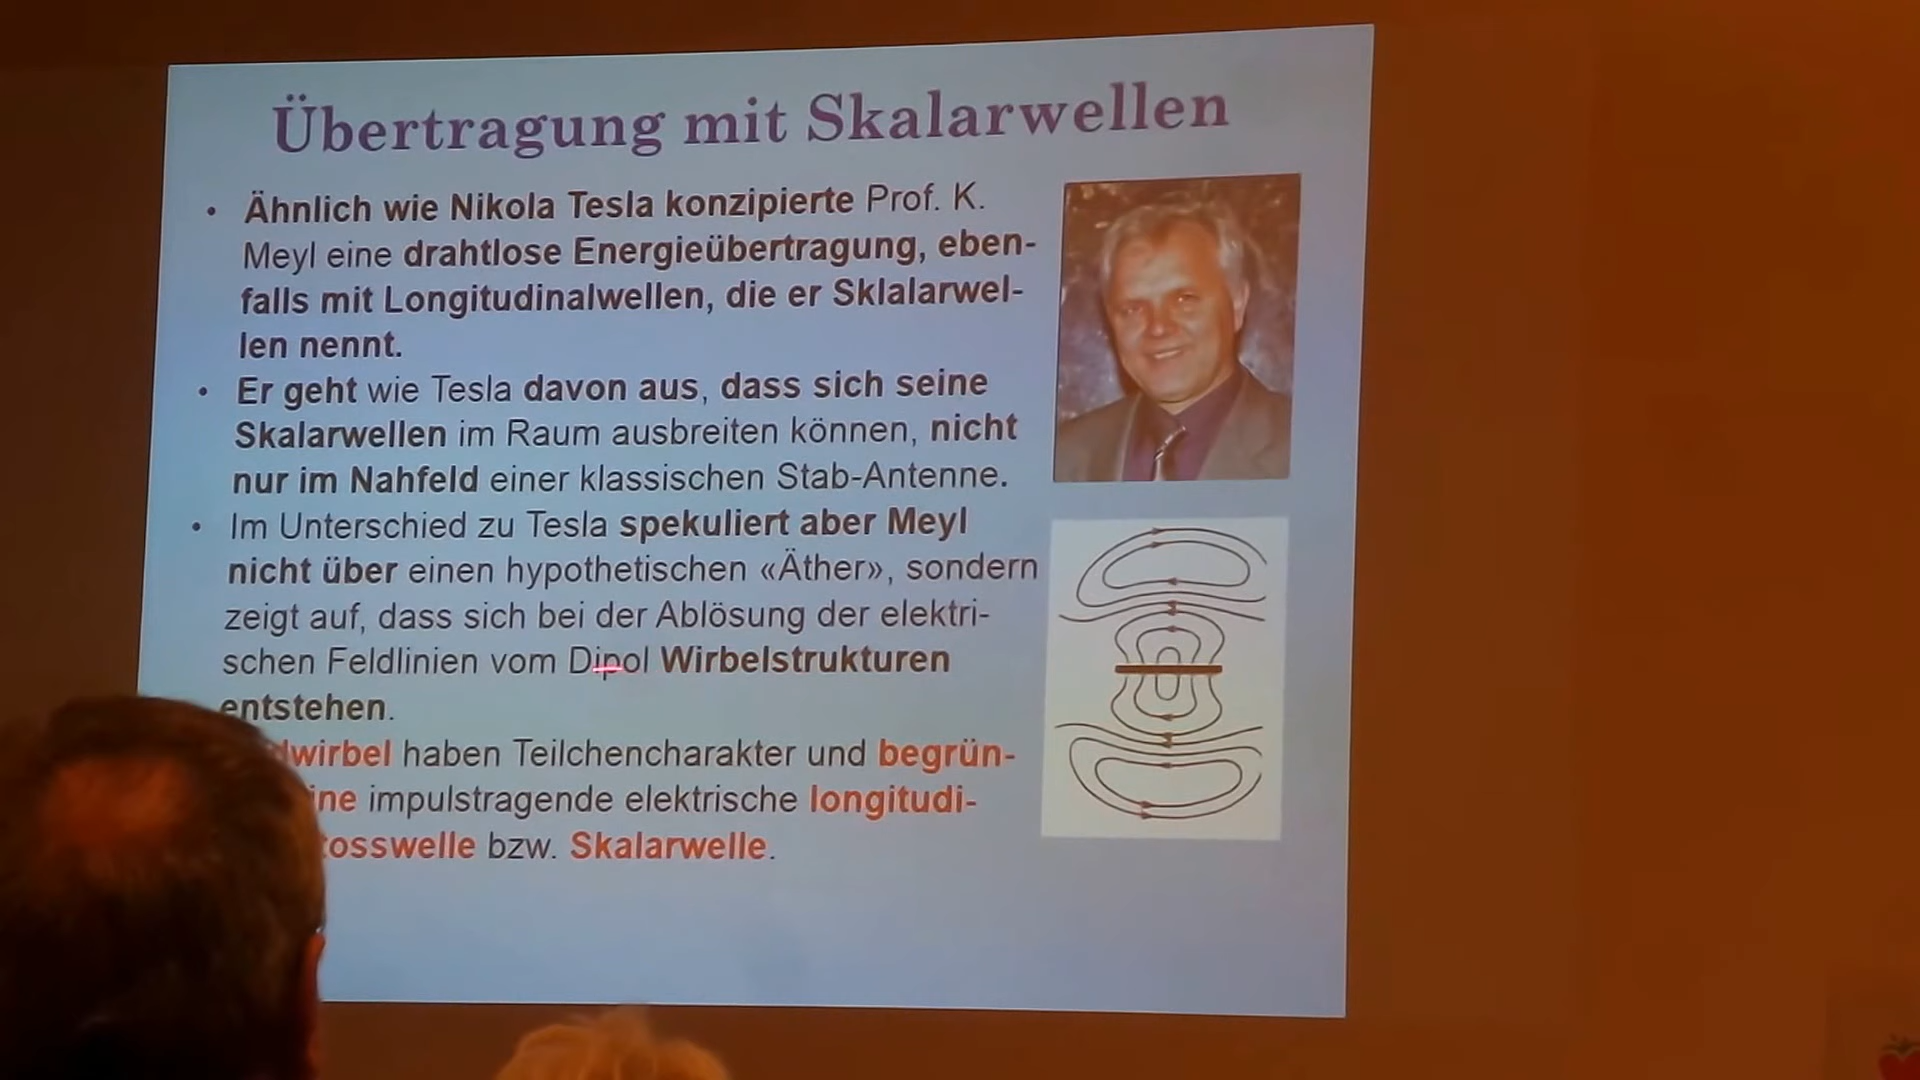 Übertragung mit Skalarwellen
• Ähnlich wie Nikola Tesla konzipierte Prof. K.
Meyl eine drahtlose Energieübertragung, eben-
falls mit Longitudinalwellen, die er Sklalarwel-
len nennt.
• Er geht wie Tesla davon aus, dass sich seine
Skalarwellen im Raum ausbreiten können, nicht
nur im Nahfeld einer klassischen Stab-Antenne.
• Im Unterschied zu Tesla spekuliert aber Meyl
nicht über einen hypothetischen «Äther», sondern
zeigt auf, dass sich bei der Ablösung der elektri-
schen Feldlinien vom Dipol Wirbelstrukturen
entstehen.
haben Teilchencharakter und begrün-
impulstragende elektrische longitudi-
bzw. Skalarwelle.